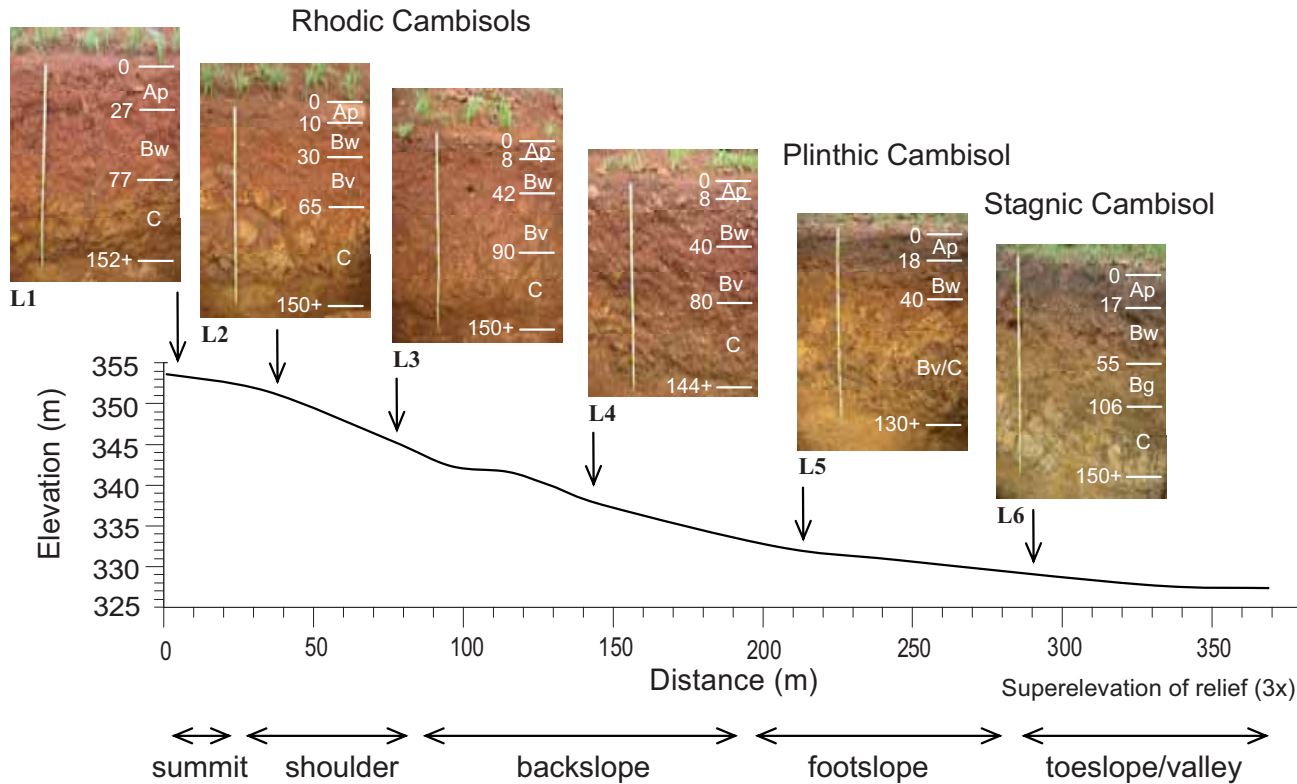 Rhodic Cambisols
0
Ap
27
Bw
77
C
152+
L1
0
Ap
10
Bw
30
Bv
65
C
150+
L2
0
Ap
8
Bw
42
Bv
90
C
150+
L3
0
Ap
8
Bw
40
Bv
80
C
144+
L4
Plinthic Cambisol
0
Ap
18
Bw
40
Bv/C
130+
L5
Stagnic Cambisol
0
Ap
17
Bw
55
Bg
106
C
150+
L6
Elevation (m)
355
350
345
340
335
330
325
0 50 100 150 200 250 300 350
Distance (m)
Superelevation of relief (3x)
summit shoulder backslope footslope toeslope/valley